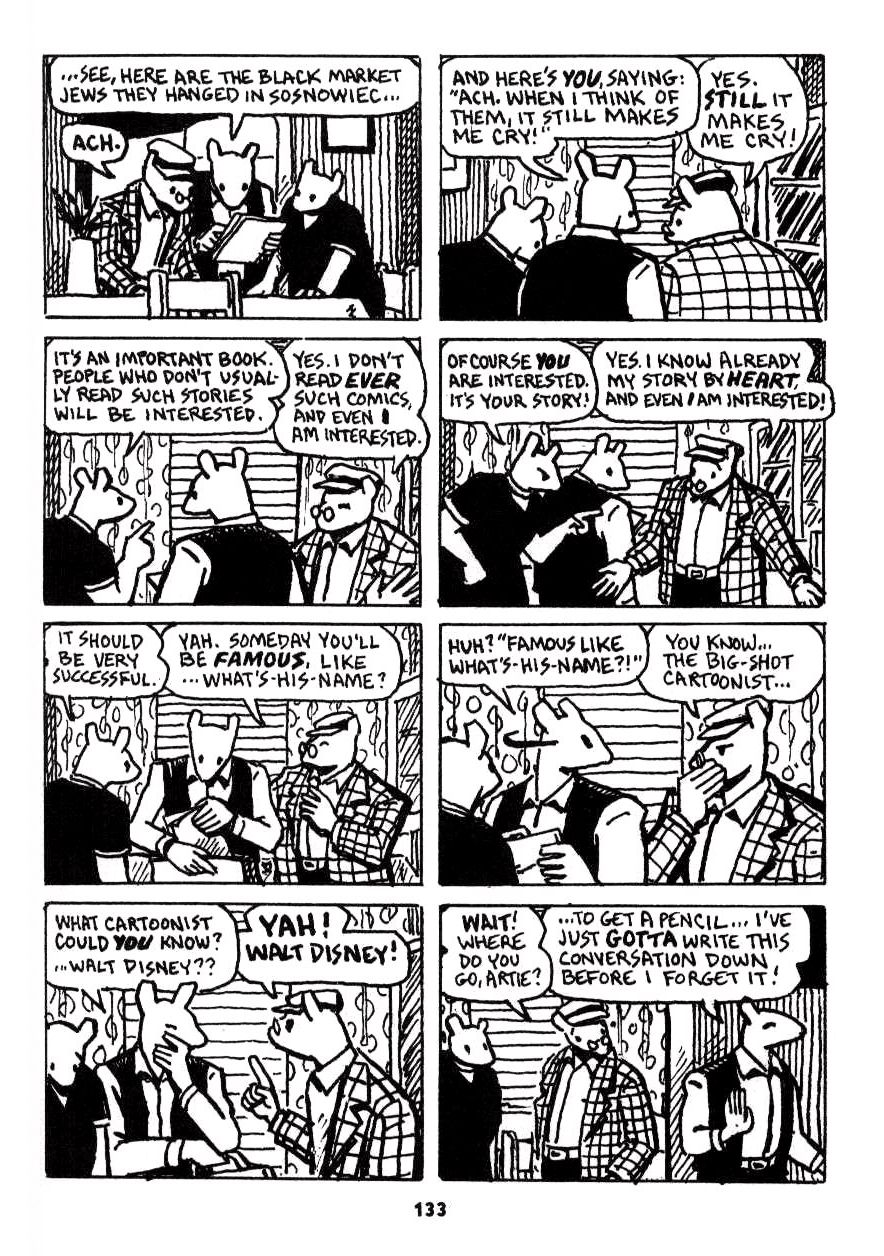 ...SEE, HERE ARE THE BLACK MARKET
JEWS THEY HANGED IN SOSNOWIEC...
ACH.
AND HERE'S YOU, SAYING:
"ACH. WHEN I THINK OF
THEM, IT STILL MAKES
ME CRY!"
YES.
STILL IT
MAKES
ME CRY!
IT'S AN IMPORTANT BOOK.
PEOPLE WHO DON'T USUAL-
LY READ SUCH STORIES
WILL BE INTERESTED.
YES. I DON'T
READ EVER
SUCH COMICS,
AND EVEN I
AM INTERESTED.
OF COURSE YOU
ARE INTERESTED.
IT'S YOUR STORY!
YES. I KNOW ALREADY
MY STORY BY HEART,
AND EVEN I AM INTERESTED!
IT SHOULD
BE VERY
SUCCESSFUL.
YAH. SOMEDAY YOU'LL
BE FAMOUS, LIKE
...WHAT'S-HIS-NAME?
HUH? "FAMOUS LIKE
WHAT'S-HIS-NAME?!"
YOU KNOW...
THE BIG-SHOT
CARTOONIST...
WHAT CARTOONIST
COULD YOU KNOW?
...WALT DISNEY??
YAH!
WALT DISNEY!
WAIT!
WHERE
DO YOU
GO, ARTIE?
...TO GET A PENCIL... I'VE
JUST GOTTA WRITE THIS
CONVERSATION DOWN
BEFORE I FORGET IT!
133